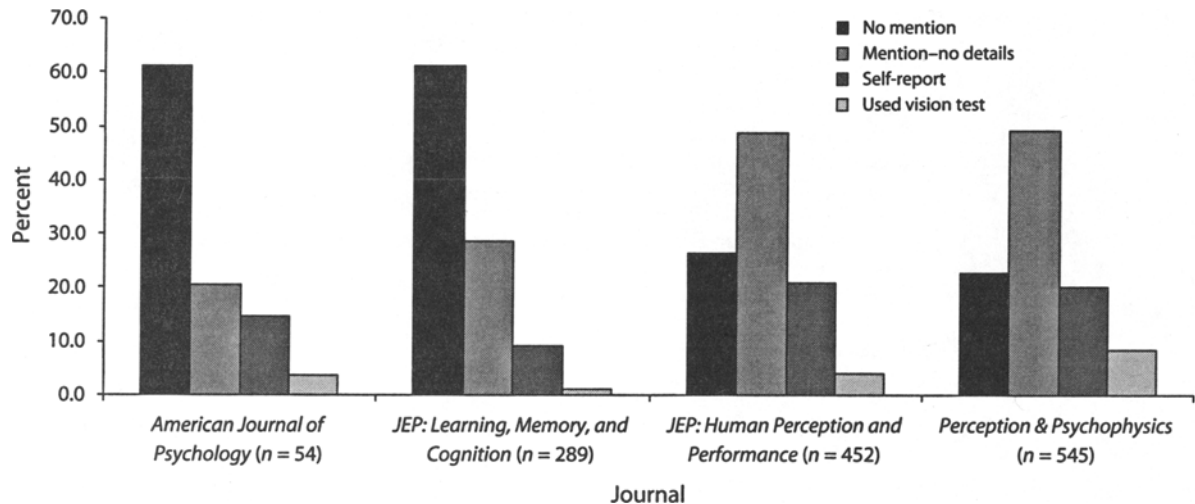 70.0
60.0
50.0
40.0
30.0
20.0
10.0
0.0
Percent
No mention
Mention–no details
Self-report
Used vision test
American Journal of
Psychology (n = 54)
JEP: Learning, Memory, and
Cognition (n = 289)
JEP: Human Perception and
Performance (n = 452)
Perception & Psychophysics
(n = 545)
Journal